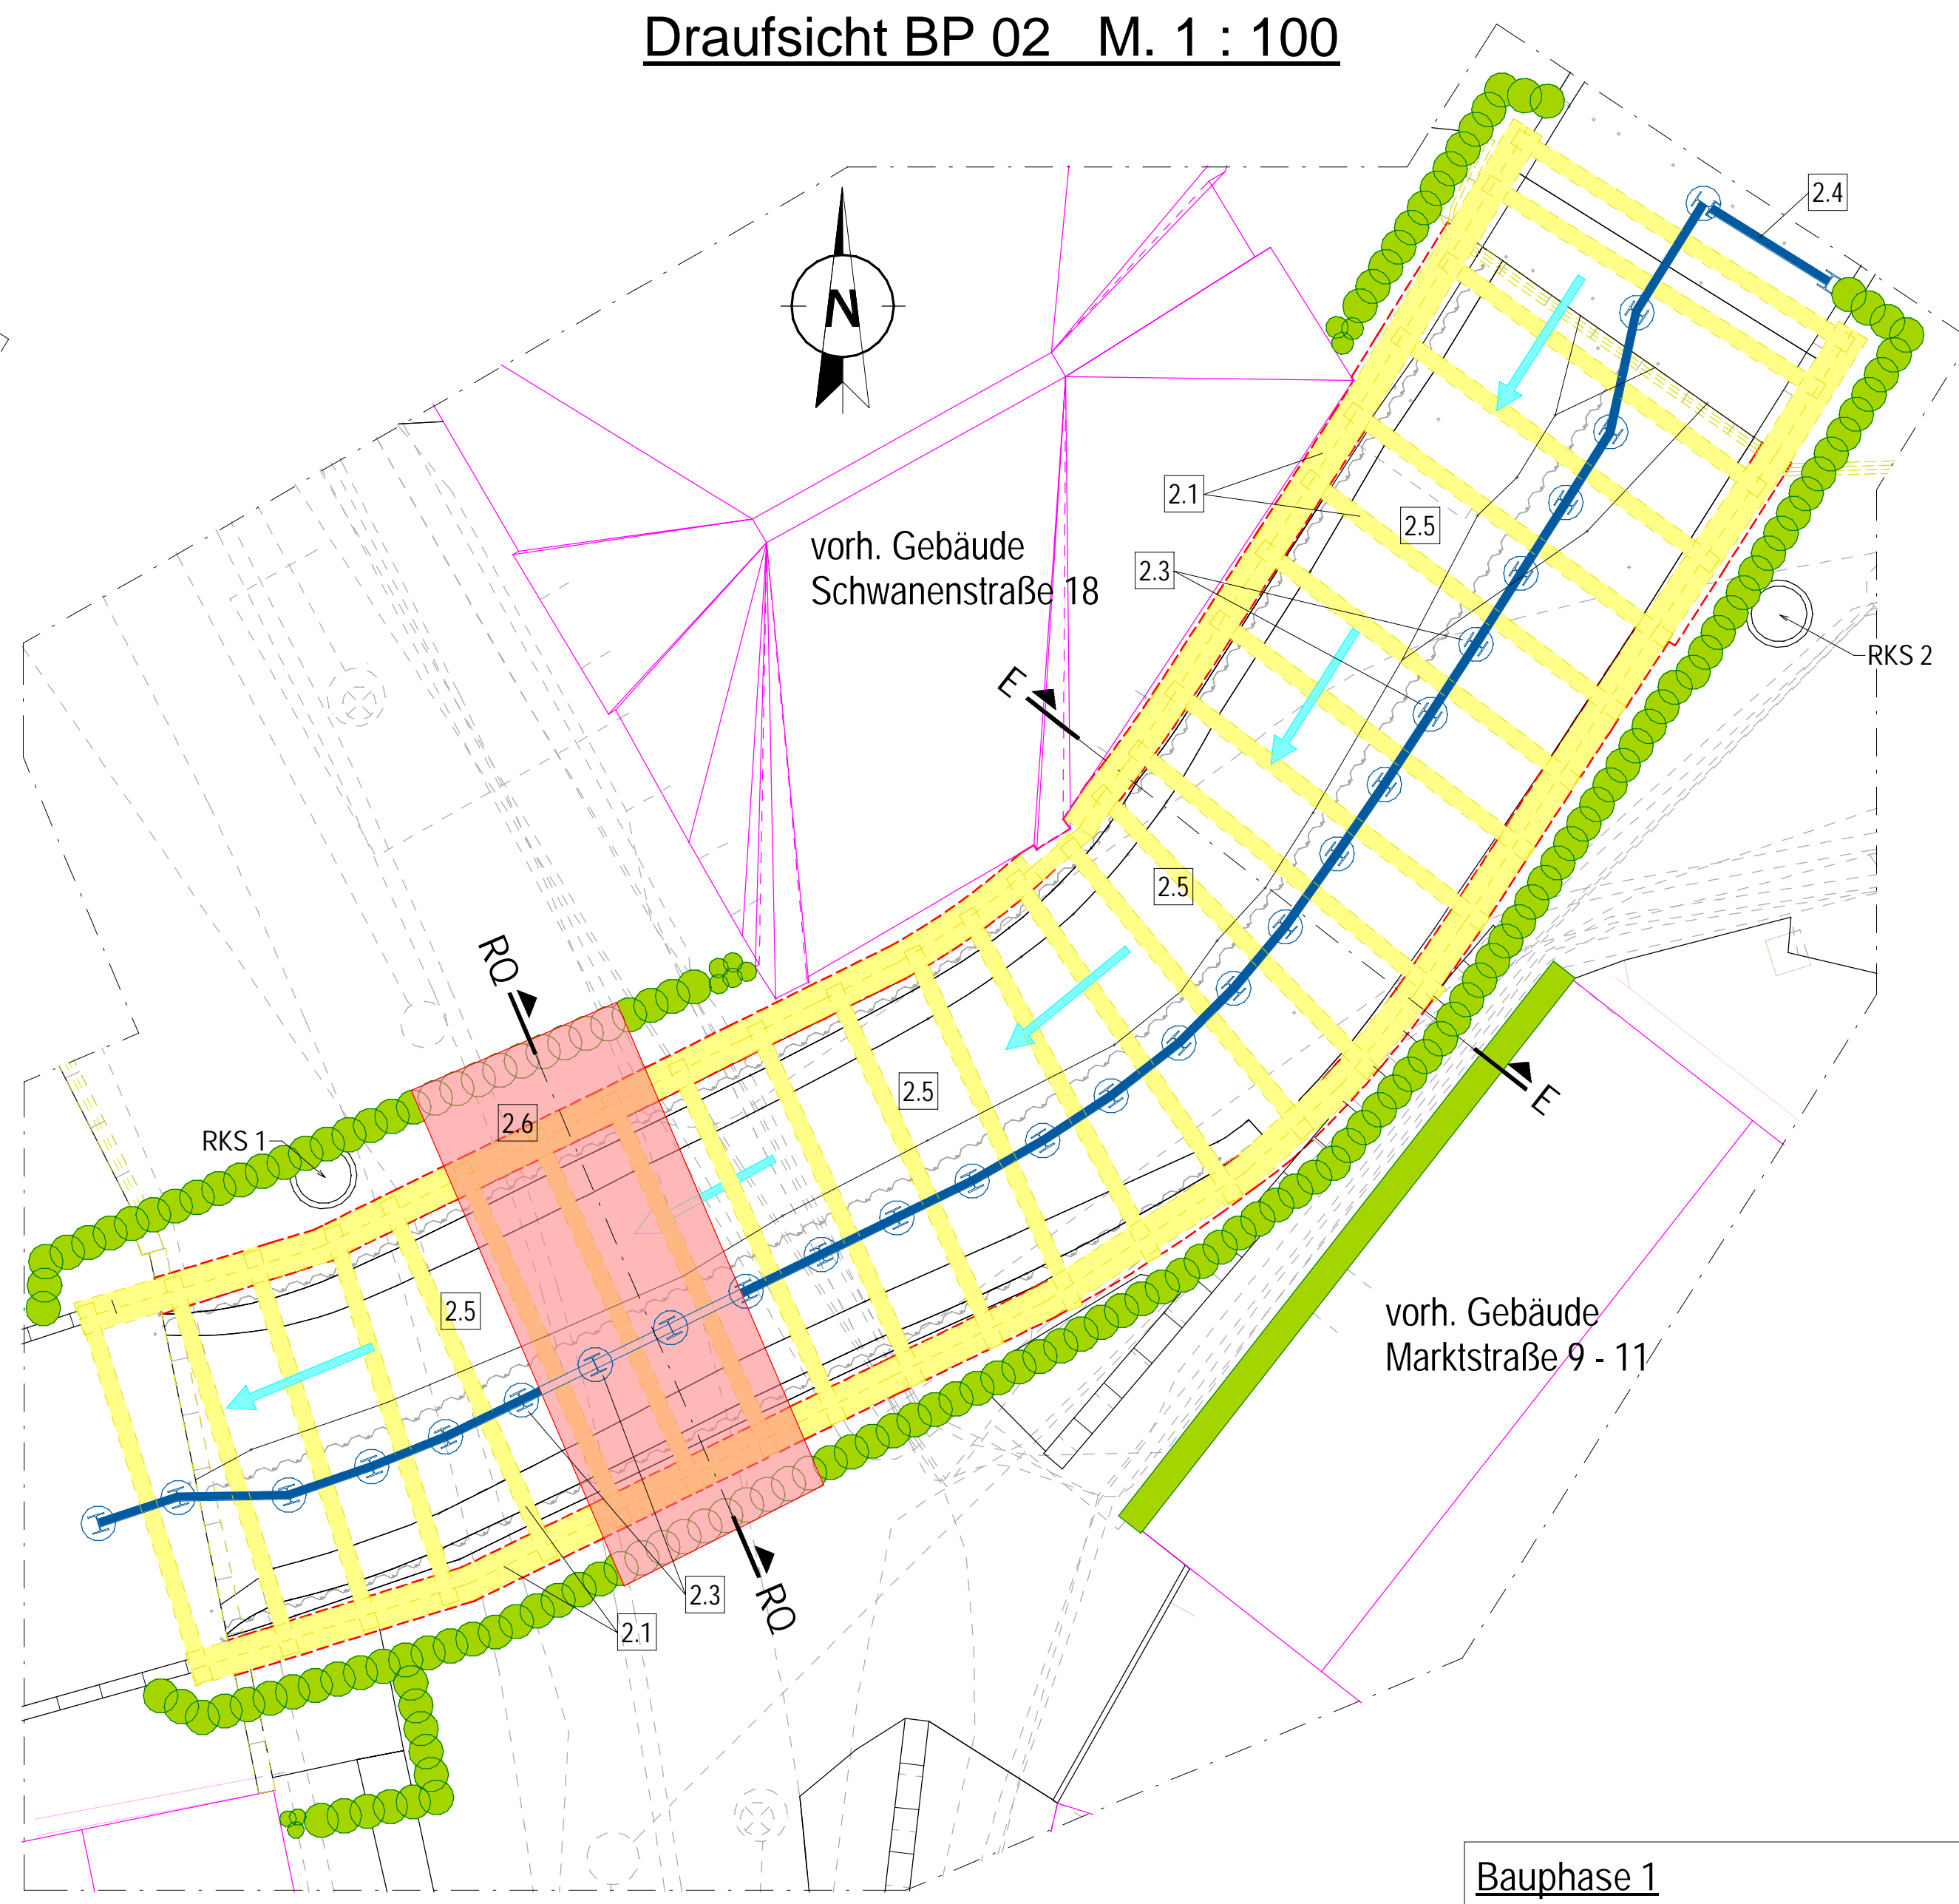 Draufsicht BP 02 M. 1 : 100
2.4
N
2.1
2.5
vorh. Gebäude
Schwanenstraße 18
2.3
RKS 2
E
2.5
RQ
2.5
2.6
E
RKS 1
2.5
vorh. Gebäude
Marktstraße 9 - 11
2.3
RQ
2.1
Bauphase 1